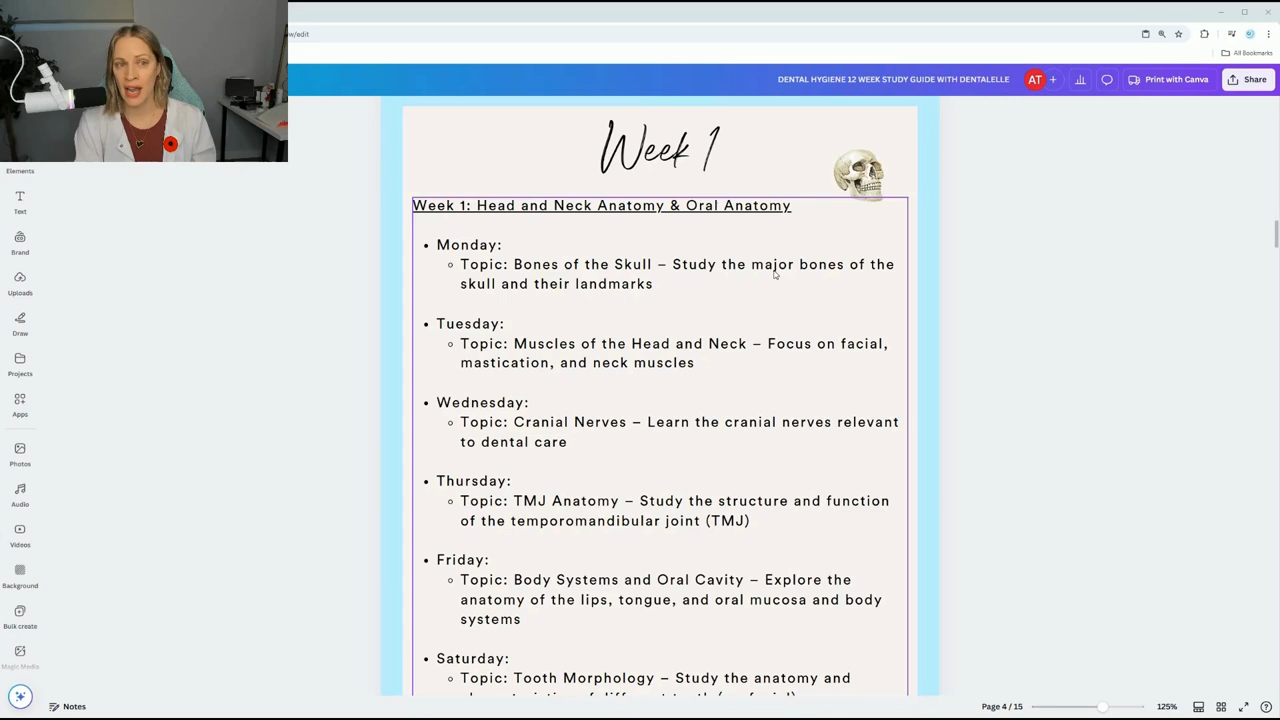 w/edit
All Bookmarks
DENTAL HYGIENE 12 WEEK STUDY GUIDE WITH DENTALELLE
AT
Print with Canva
Share
Elements
Text
Brand
Uploads
Draw
Projects
Apps
Photos
Audio
Videos
Background
Bulk create
Magic Media
Week 1
Week 1: Head and Neck Anatomy & Oral Anatomy
• Monday:
○ Topic: Bones of the Skull – Study the major bones of the
skull and their landmarks
• Tuesday:
○ Topic: Muscles of the Head and Neck – Focus on facial,
mastication, and neck muscles
• Wednesday:
○ Topic: Cranial Nerves – Learn the cranial nerves relevant
to dental care
• Thursday:
○ Topic: TMJ Anatomy – Study the structure and function
of the temporomandibular joint (TMJ)
• Friday:
○ Topic: Body Systems and Oral Cavity – Explore the
anatomy of the lips, tongue, and oral mucosa and body
systems
• Saturday:
○ Topic: Tooth Morphology – Study the anatomy and
Notes
Page 4 / 15
125%